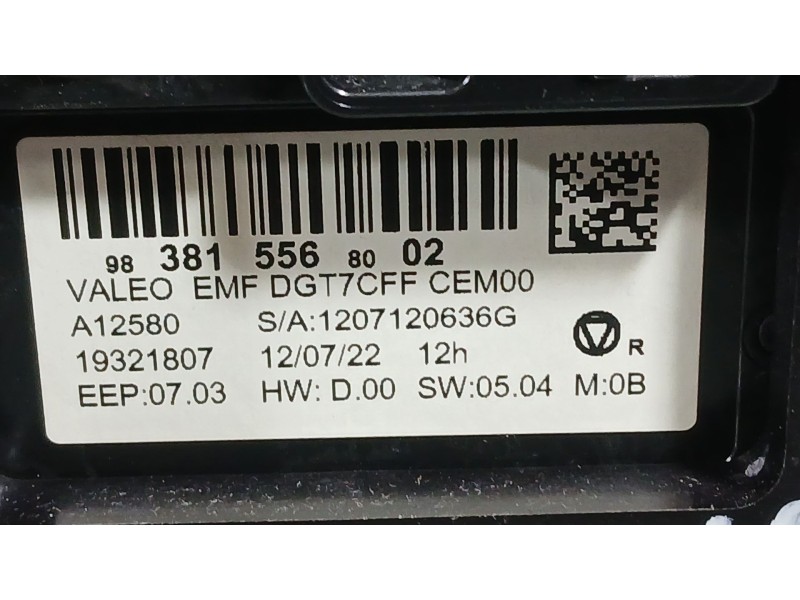 98 381 556 80 02
VALEO EMF DGT7CFF CEM00
A12580 S/A:1207120636G
19321807 12/07/22 12h R
EEP:07.03 HW: D.00 SW:05.04 M:0B